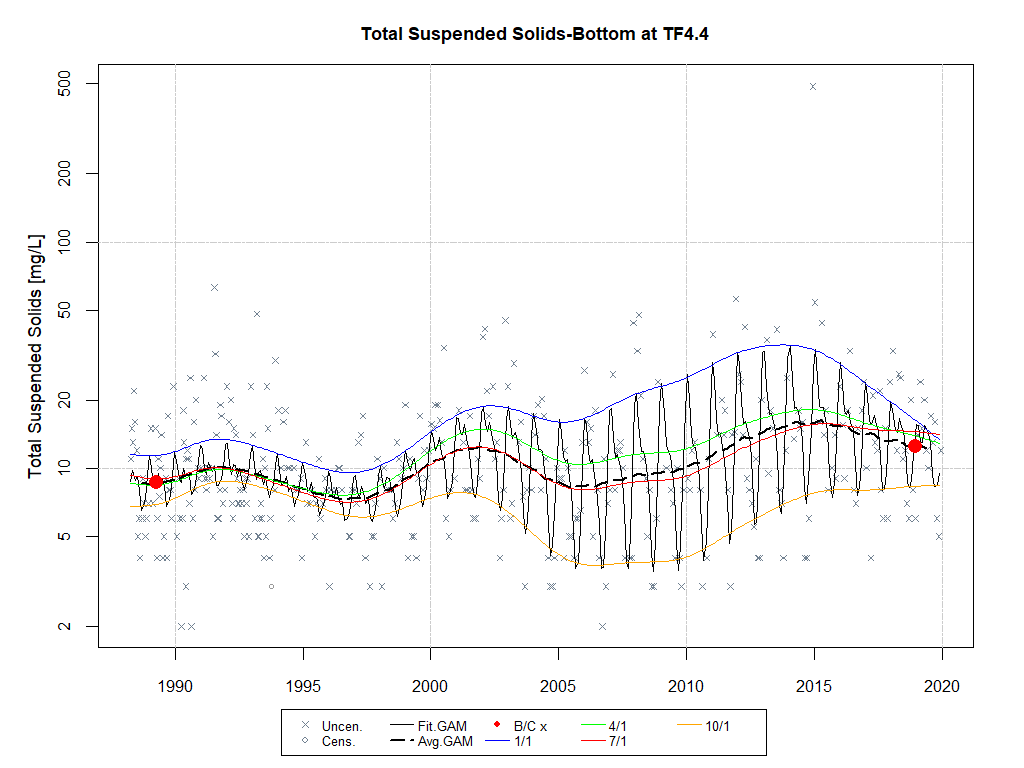 Total Suspended Solids-Bottom at TF4.4
Total Suspended Solids [mg/L]
500
200
100
50
20
10
5
2
1990 1995 2000 2005 2010 2015 2020
Uncen. Fit.GAM B/C x 4/1 10/1
Cens. Avg.GAM 1/1 7/1